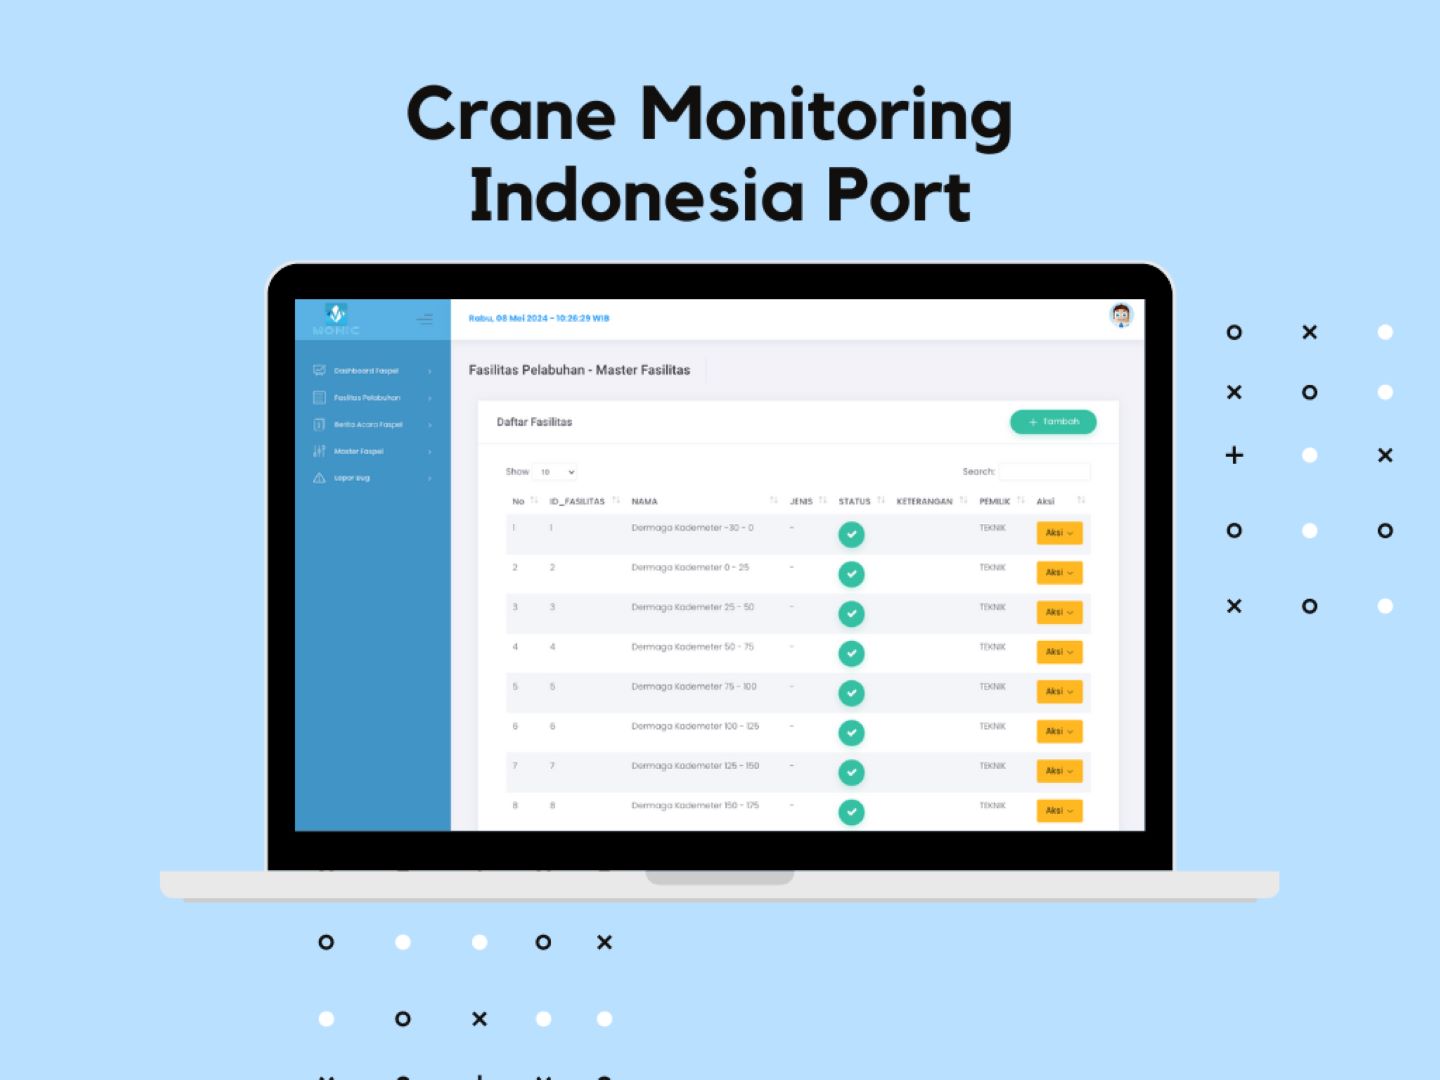 Crane Monitoring
Indonesia Port
MONIC
Rabu, 08 Mei 2024 - 10:26:29 WIB
Dashboard Faspel
Fasilitas Pelabuhan
Berita Acara Faspel
Master Faspel
Lapor Bug
Fasilitas Pelabuhan - Master Fasilitas
Daftar Fasilitas
+ Tambah
Show 10
Search:
No ID_FASILITAS NAMA JENIS STATUS KETERANGAN PEMILIK Aksi
1 1 Dermaga Kademeter -30 - 0 - TEKNIK Aksi
2 2 Dermaga Kademeter 0 - 25 - TEKNIK Aksi
3 3 Dermaga Kademeter 25 - 50 - TEKNIK Aksi
4 4 Dermaga Kademeter 50 - 75 - TEKNIK Aksi
5 5 Dermaga Kademeter 75 - 100 - TEKNIK Aksi
6 6 Dermaga Kademeter 100 - 125 - TEKNIK Aksi
7 7 Dermaga Kademeter 125 - 150 - TEKNIK Aksi
8 8 Dermaga Kademeter 150 - 175 - TEKNIK Aksi